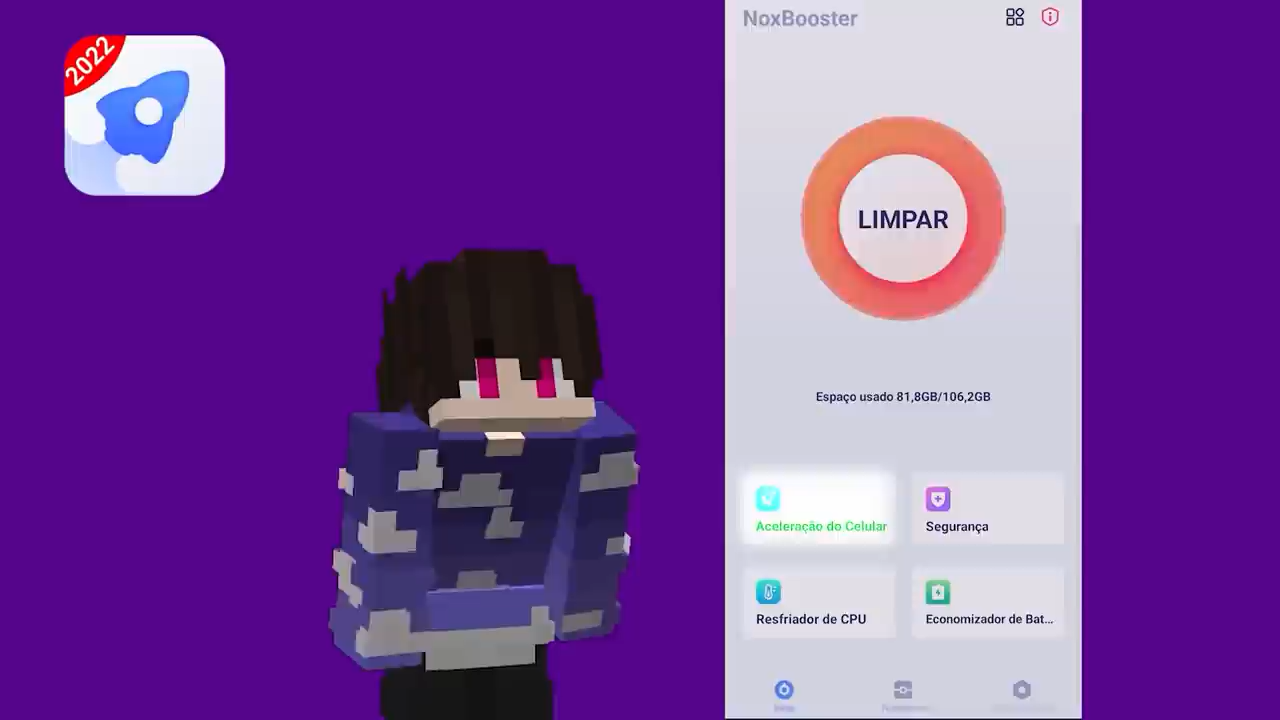 2022
NoxBooster
LIMPAR
Espaço usado 81,8GB/106,2GB
Aceleração do Celular
Segurança
Resfriador de CPU
Economizador de Bat...